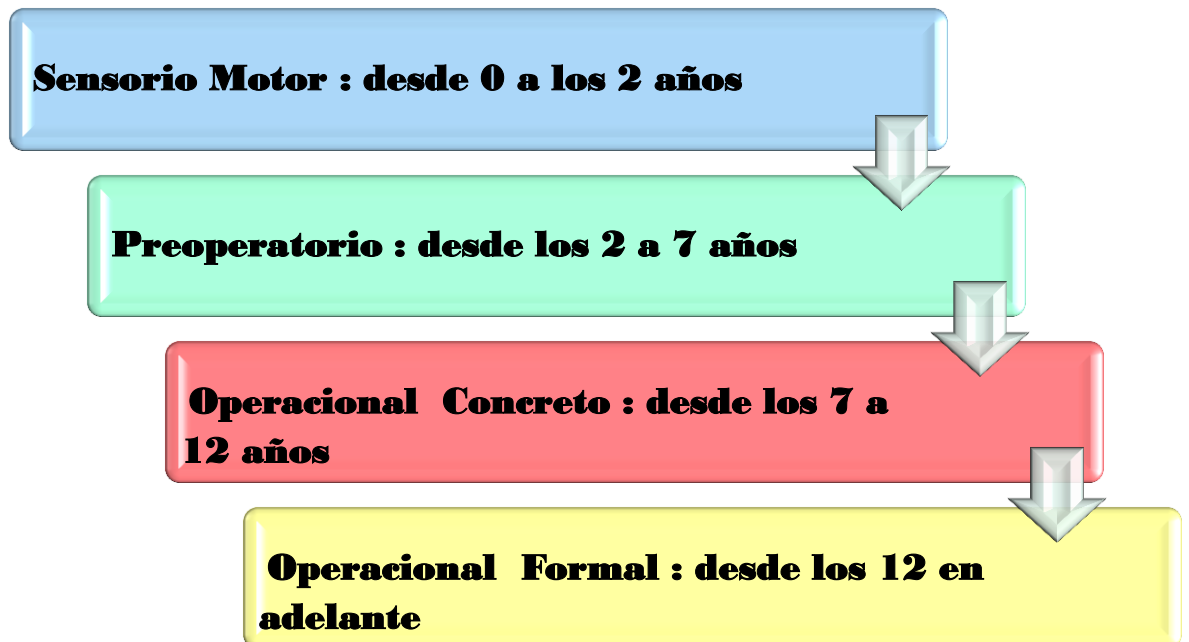 Sensorio Motor : desde 0 a los 2 años
Preoperatorio : desde los 2 a 7 años
Operacional Concreto : desde los 7 a
12 años
Operacional Formal : desde los 12 en
adelante